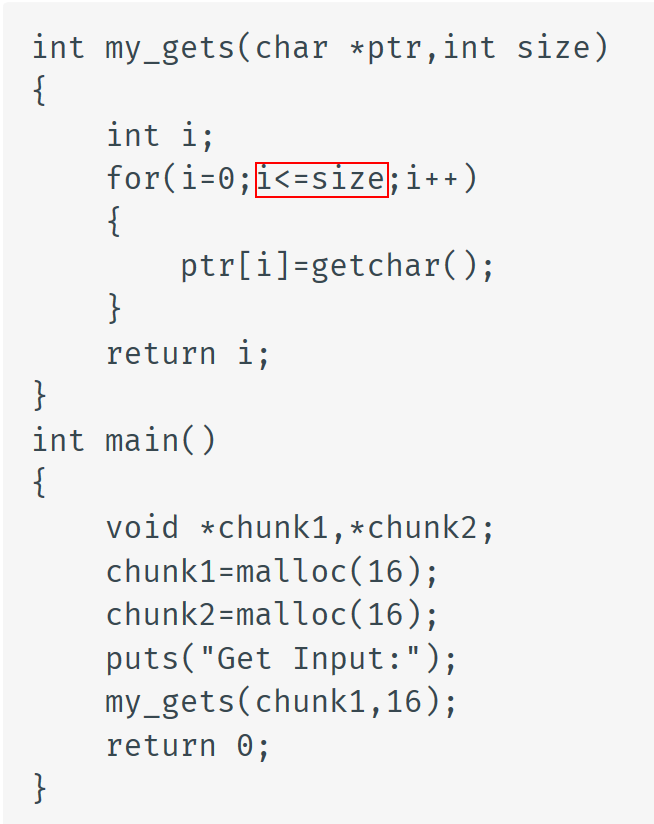 int my_gets(char *ptr,int size)
{
    int i;
    for(i=0;i<=size;i++)
    {
        ptr[i]=getchar();
    }
    return i;
}
int main()
{
    void *chunk1,*chunk2;
    chunk1=malloc(16);
    chunk2=malloc(16);
    puts("Get Input:");
    my_gets(chunk1,16);
    return 0;
}